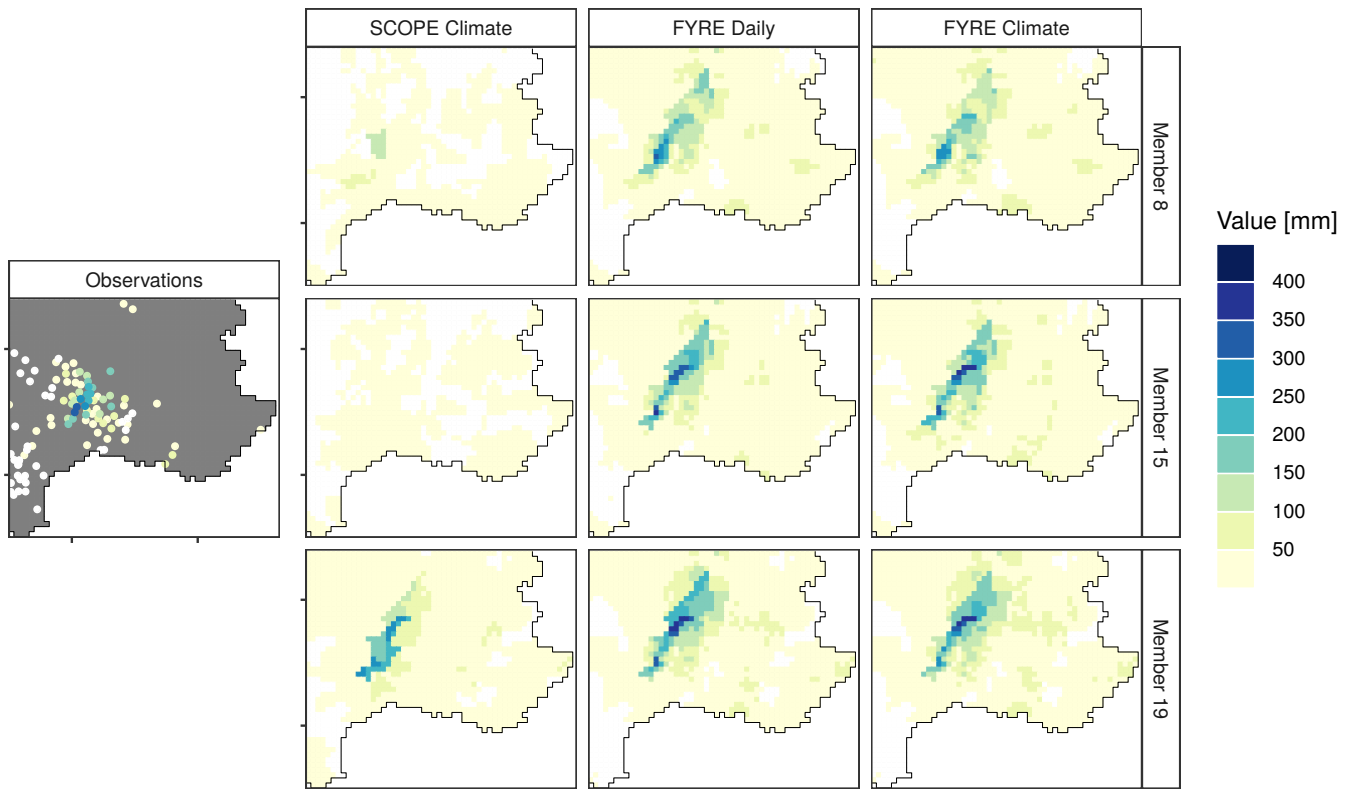 SCOPE Climate
FYRE Daily
FYRE Climate
Member 8
Observations
Member 15
Member 19
Value [mm]
400
350
300
250
200
150
100
50